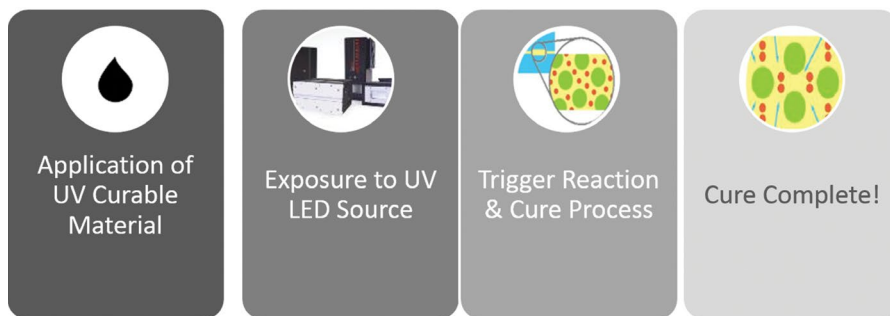 Application of
UV Curable
Material
Exposure to UV
LED Source
Trigger Reaction
& Cure Process
Cure Complete!